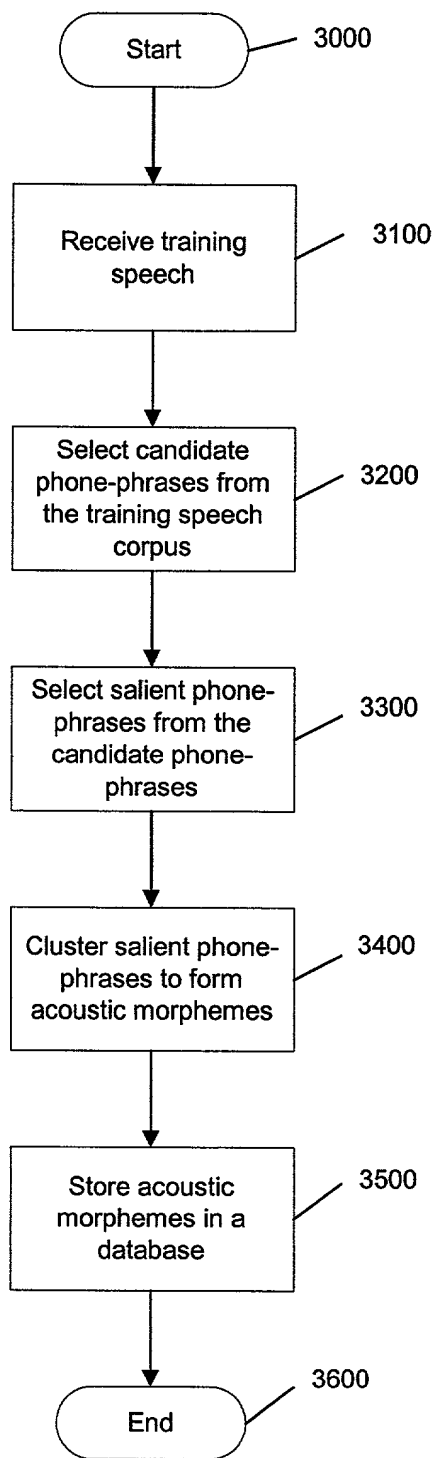 Start
3000
Receive training
speech
3100
Select candidate
phone-phrases from
the training speech
corpus
3200
Select salient phone-
phrases from the
candidate phone-
phrases
3300
Cluster salient phone-
phrases to form
acoustic morphemes
3400
Store acoustic
morphemes in a
database
3500
End
3600